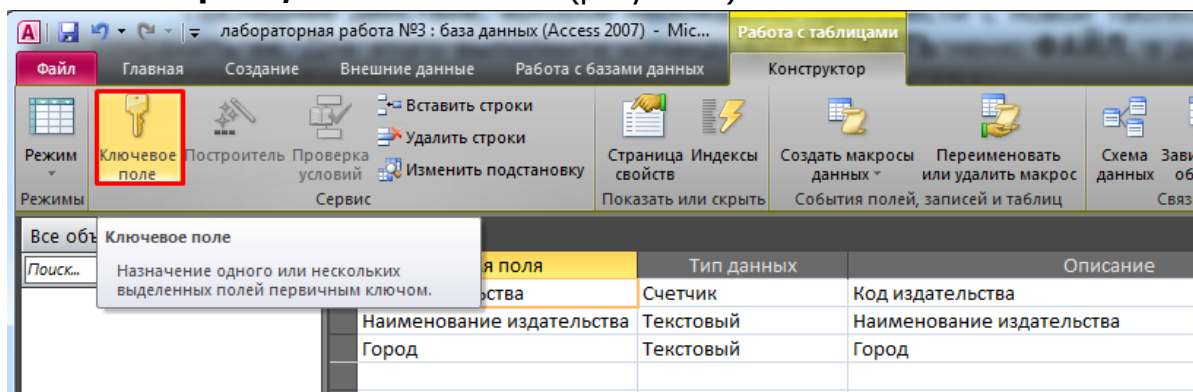 (
лабораторная работа №3 : база данных (Access 2007) - Mic...
Работа с таблицами
Файл Главная Создание Внешние данные Работа с базами данных Конструктор
Режим
Ключевое поле
Построитель
Проверка условий
Вставить строки
Удалить строки
Изменить подстановку
Страница свойств
Индексы
Создать макросы данных
Переименовать или удалить макрос
Схема данных
Режимы Сервис Показать или скрыть События полей, записей и таблиц
Ключевое поле
Назначение одного или нескольких
выделенных полей первичным ключом.
Поиск...
поля Тип данных Описание
Счетчик Код издательства
Наименование издательства Текстовый Наименование издательства
Город Текстовый Город